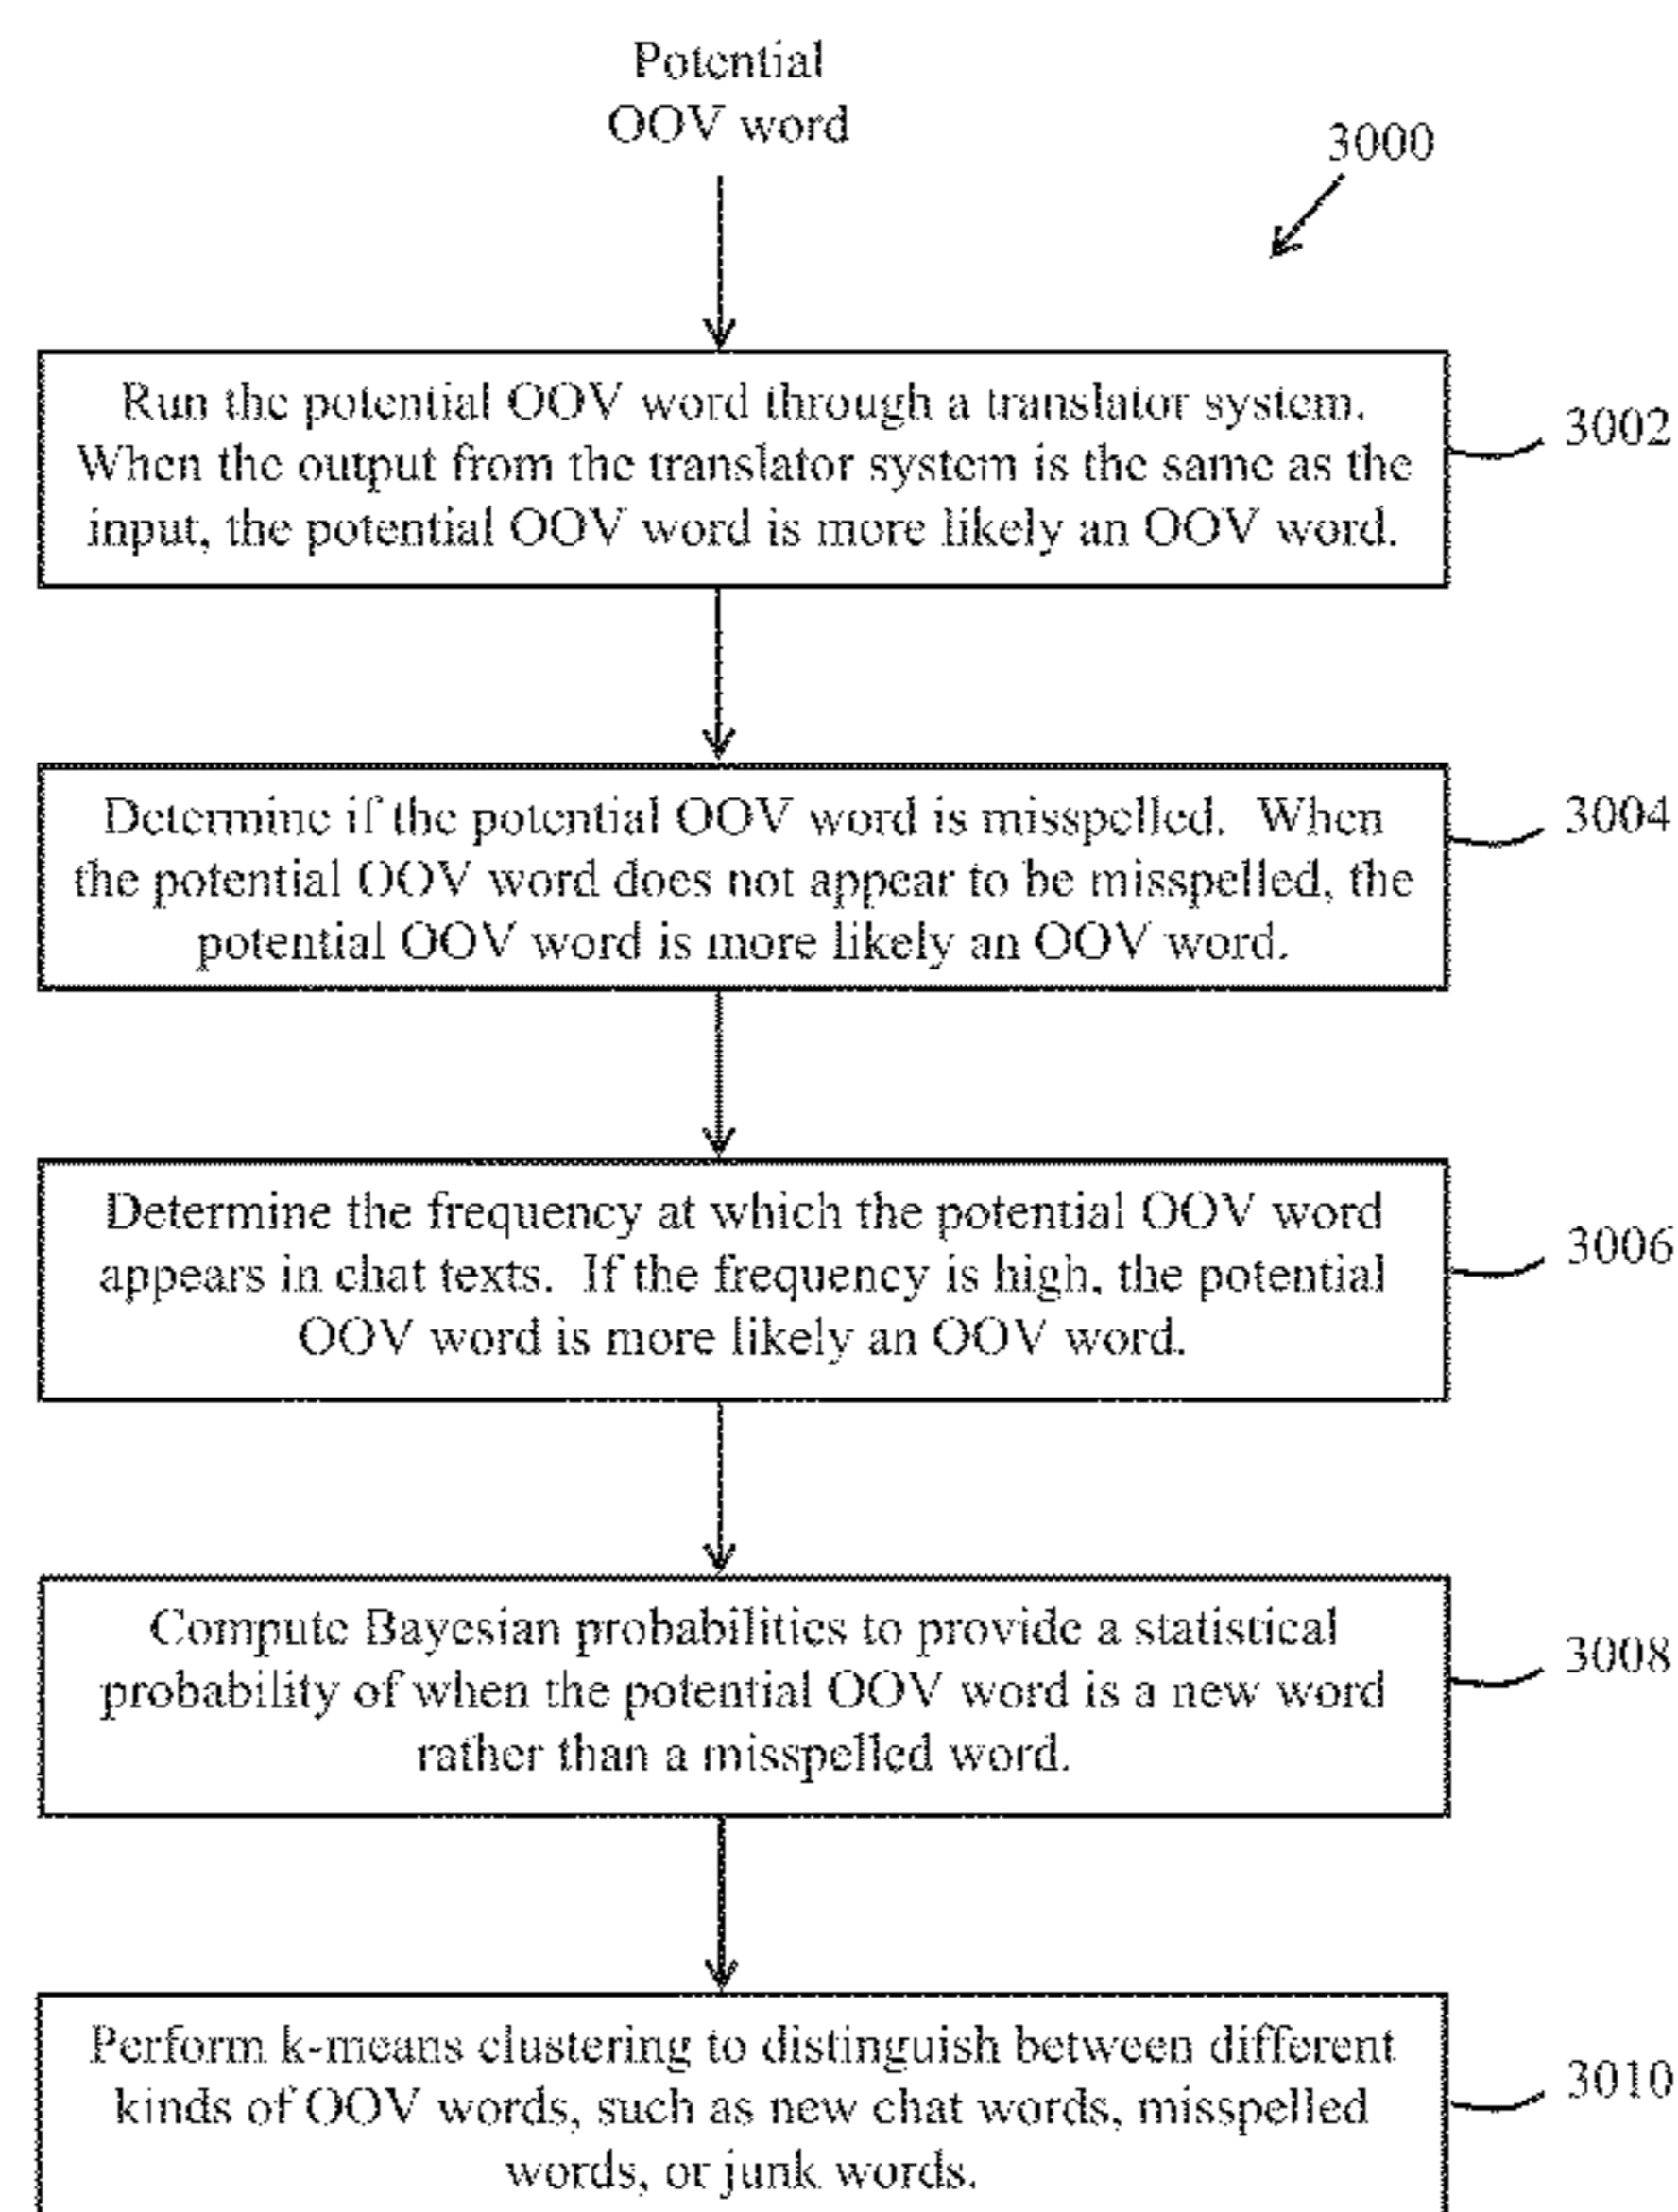 Potential
OOV word
3000
Run the potential OOV word through a translator system.
When the output from the translator system is the same as the
input, the potential OOV word is more likely an OOV word.
3002
Determine if the potential OOV word is misspelled. When
the potential OOV word does not appear to be misspelled, the
potential OOV word is more likely an OOV word.
3004
Determine the frequency at which the potential OOV word
appears in chat texts. If the frequency is high, the potential
OOV word is more likely an OOV word.
3006
Compute Bayesian probabilities to provide a statistical
probability of when the potential OOV word is a new word
rather than a misspelled word.
3008
Perform k-means clustering to distinguish between different
kinds of OOV words, such as new chat words, misspelled
words, or junk words.
3010